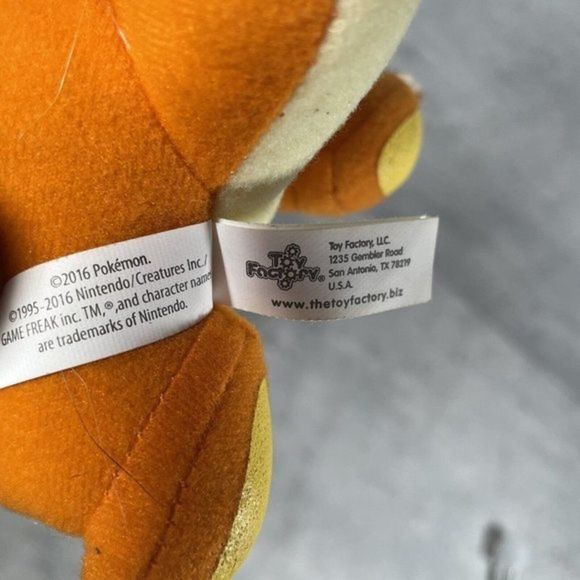 ©2016 Pokémon.
©1995-2016 Nintendo/Creatures Inc./
GAME FREAK inc. TM,®,and character names
are trademarks of Nintendo.
Toy
Factory®
Toy Factory, LLC.
1235 Gembler Road
San Antonio, TX 78219
U.S.A.
www.thetoyfactory.biz